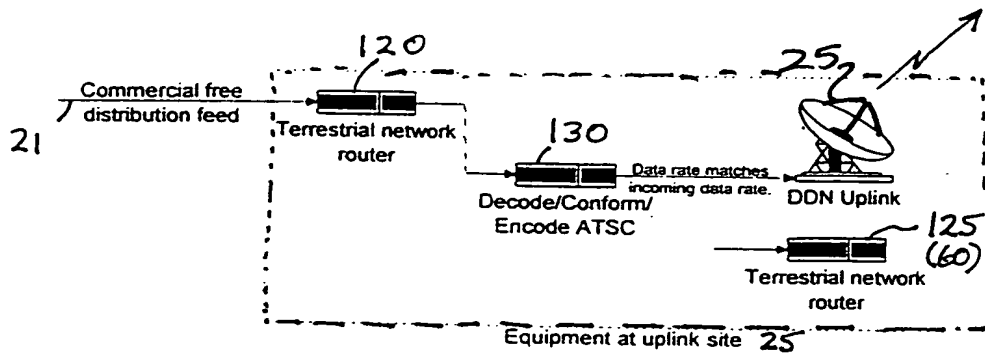 120
25
21
Commercial free
distribution feed
Terrestrial network
router
130
Data rate matches
incoming data rate.
Decode/Conform/
Encode ATSC
DDN Uplink
125
(60)
Terrestrial network
router
Equipment at uplink site 25